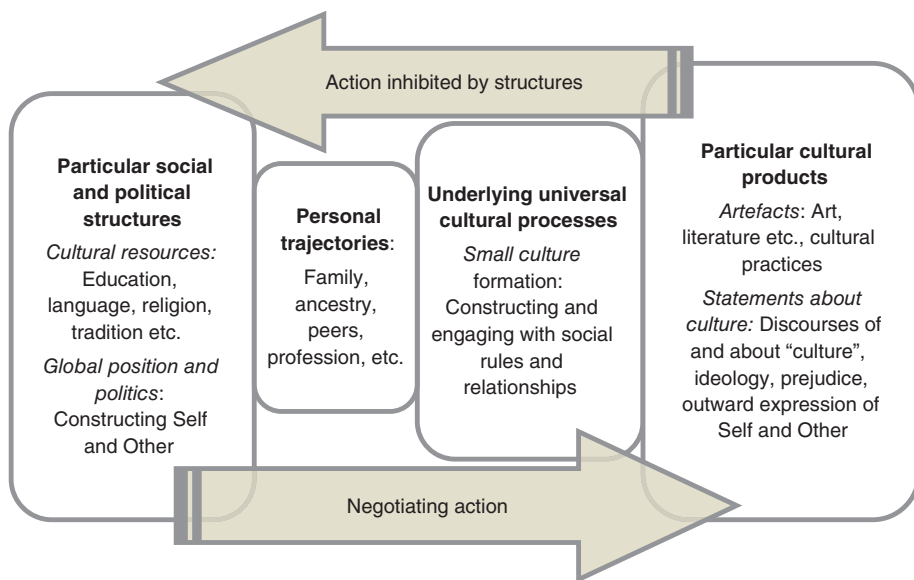 Action inhibited by structures
Particular social
and political
structures
Cultural resources:
Education,
language, religion,
tradition etc.
Global position and
politics:
Constructing Self
and Other
Personal
trajectories:
Family,
ancestry,
peers,
profession, etc.
Underlying universal
cultural processes
Small culture
formation:
Constructing and
engaging with social
rules and
relationships
Particular cultural
products
Artefacts: Art,
literature etc., cultural
practices
Statements about
culture: Discourses of
and about “culture”,
ideology, prejudice,
outward expression of
Self and Other
Negotiating action